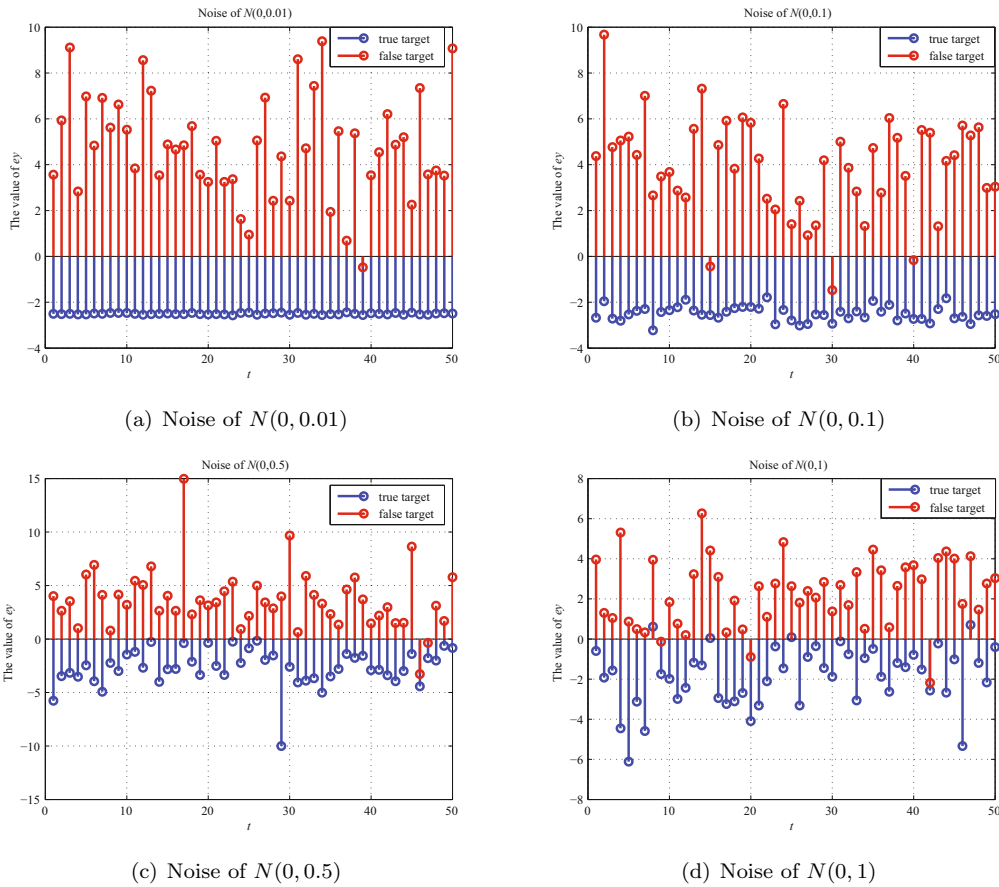 Noise of N(0,0.01)
10
8
6
4
2
0
−2
−4
The value of ey
true target
false target
0
10
20
30
40
50
t
(a) Noise of N(0, 0.01)
Noise of N(0,0.1)
10
8
6
4
2
0
−2
−4
The value of ey
true target
false target
0
10
20
30
40
50
t
(b) Noise of N(0, 0.1)
Noise of N(0,0.5)
15
10
5
0
−5
−10
−15
The value of ey
true target
false target
0
10
20
30
40
50
t
(c) Noise of N(0, 0.5)
Noise of N(0,1)
8
6
4
2
0
−2
−4
−6
−8
The value of ey
true target
false target
0
10
20
30
40
50
t
(d) Noise of N(0, 1)